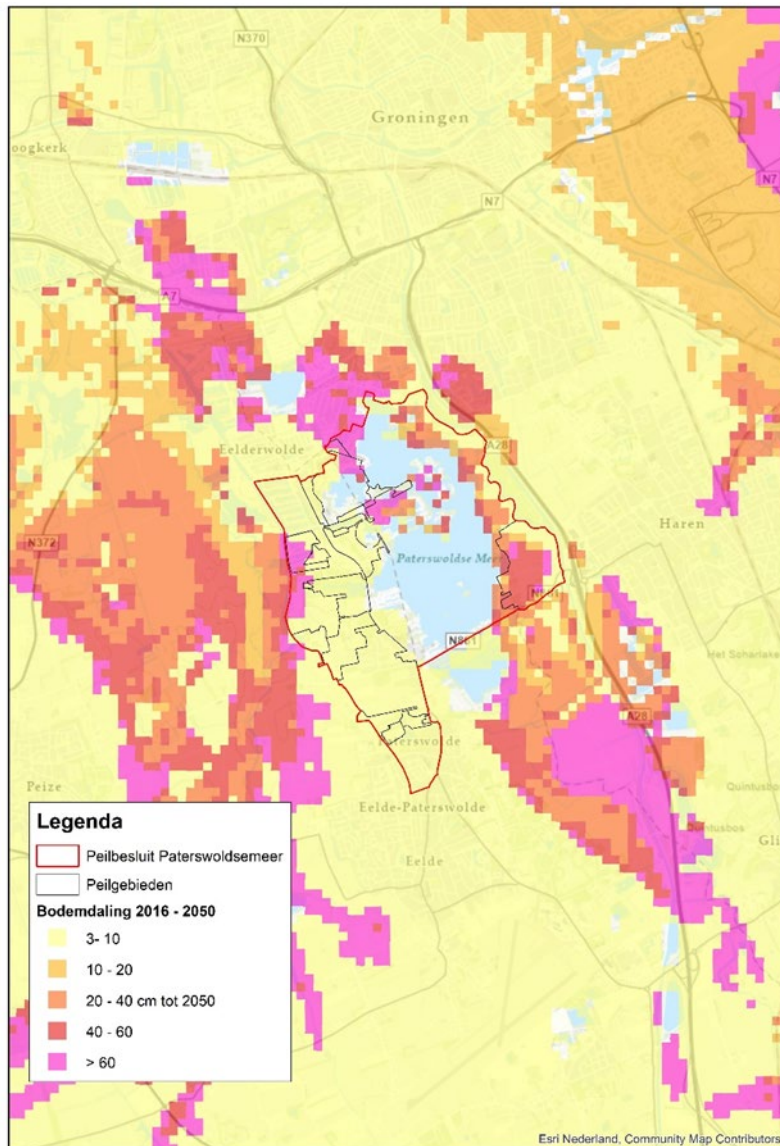 N370
Groningen
oogkerk
N7
N7
A7
A28
Eelderwolde
Haren
N372
Paterswoldse Meer
N861
Het Scharlake
A28
Paterswolde
Peize
Quintusbos
Eelde-Paterswolde
Quintusbos
Gli
Eelde
Legenda
Peilbesluit Paterswoldsemeer
Peilgebieden
Bodemdaling 2016 - 2050
3- 10
10 - 20
20 - 40 cm tot 2050
40 - 60
> 60
Esri Nederland, Community Map Contributors